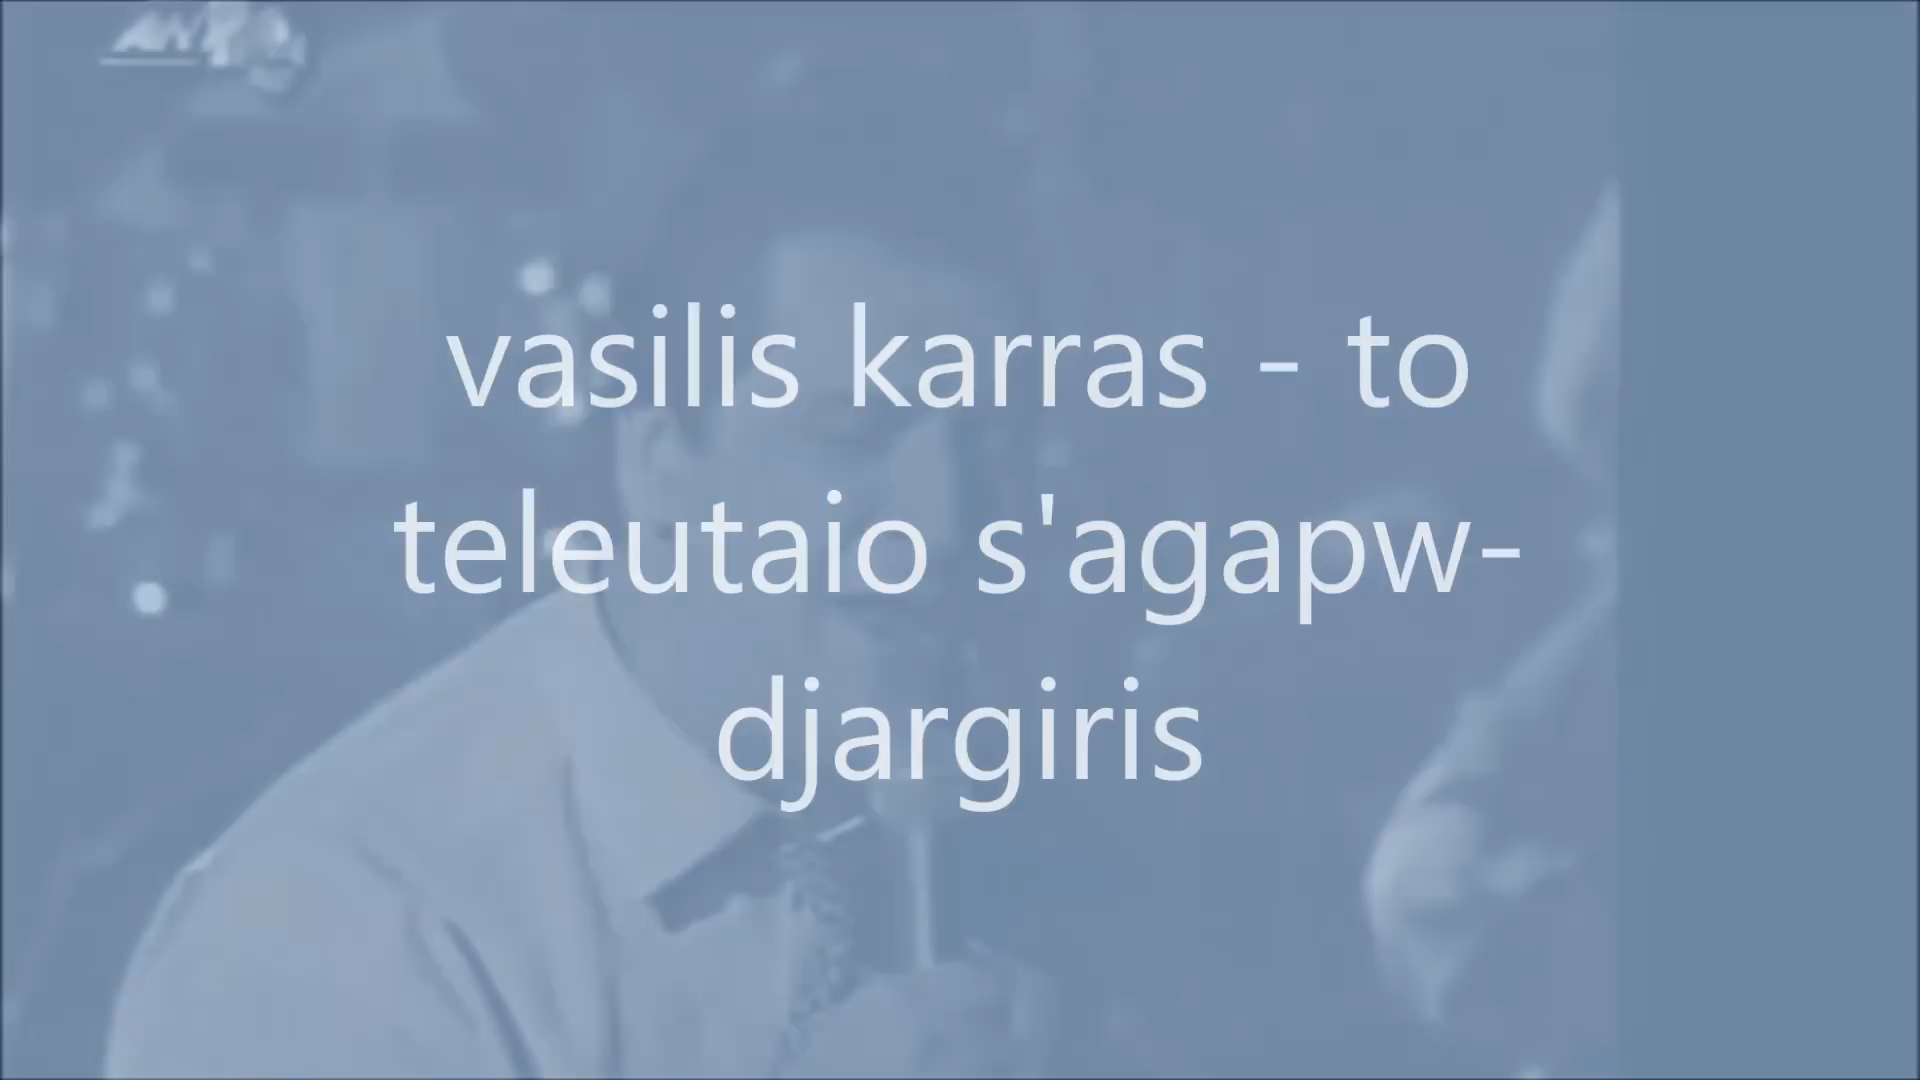 vasilis karras - to
teleutaio s'agapw-
djargiris